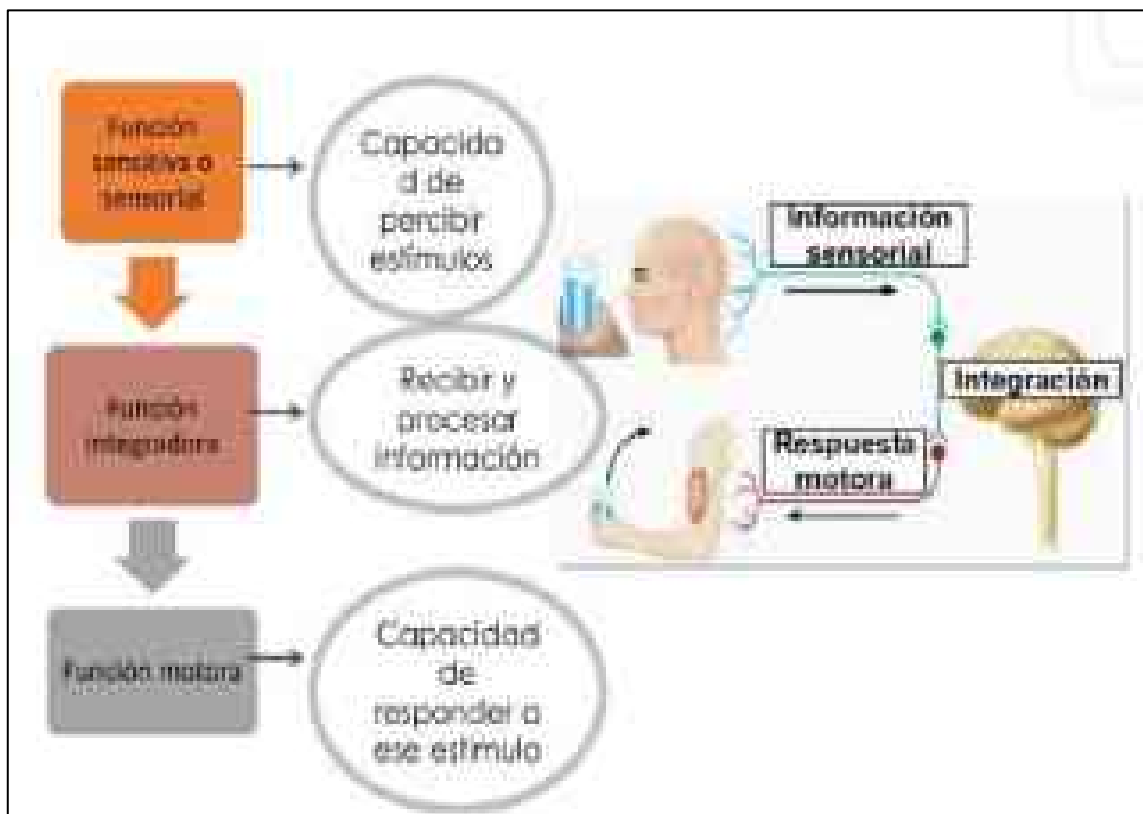 Función
sensitiva o
sensorial
Capacida
d de
percibir
estímulos
Función
integradora
Recibir y
procesar
información
Función motora
Capacidad
de
responder a
ese estímulo
Información
sensorial
Integración
Respuesta
motora